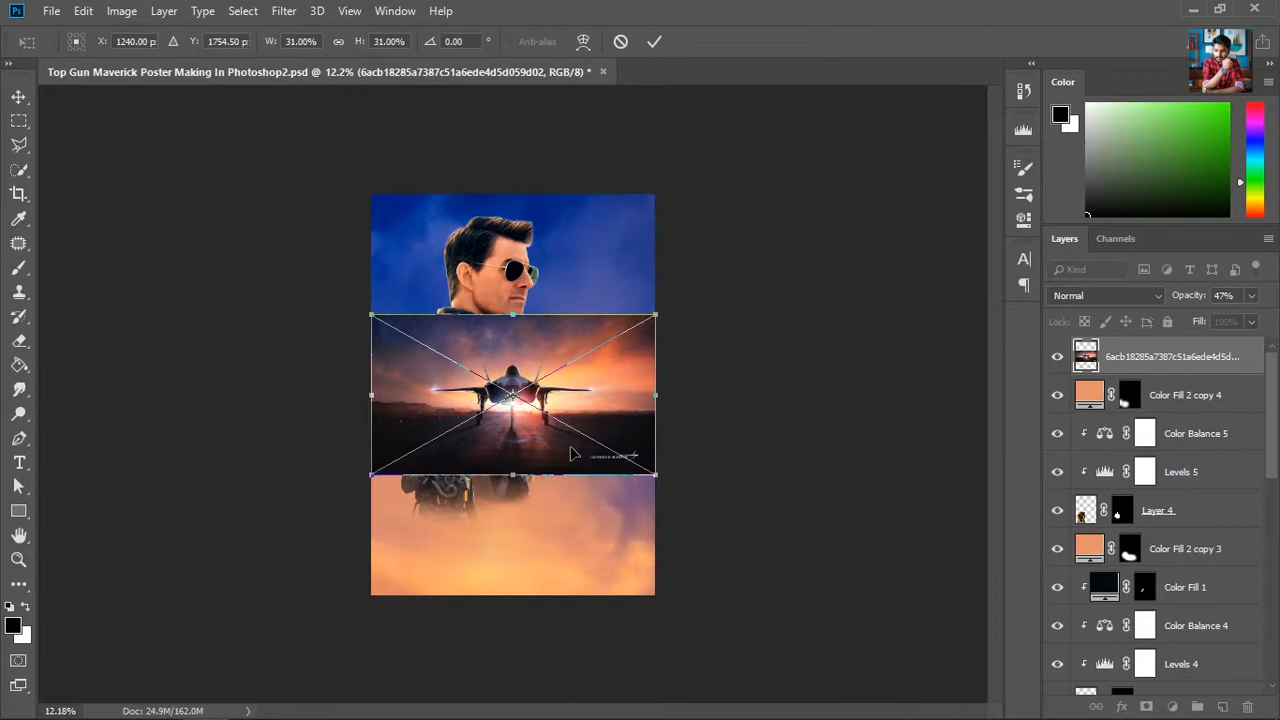 Ps File Edit Image Layer Type Select Filter 3D View Window Help
X: 1240.00 p: Y: 1754.50 p: W: 31.00% H: 31.00% 0.00 ° Anti-alias
Top Gun Maverick Poster Making In Photoshop2.psd @ 12.2% (6acb18285a7387c51a6ede4d5d059d02, RGB/8) *
Color
Layers Channels
Kind
Normal Opacity: 47%
Lock: Fill: 100%
6acb18285a7387c51a6ede4d5d...
Color Fill 2 copy 4
Color Balance 5
Levels 5
Layer 4
Color Fill 2 copy 3
Color Fill 1
Color Balance 4
Levels 4
12.18% Doc: 24.9M/162.0M